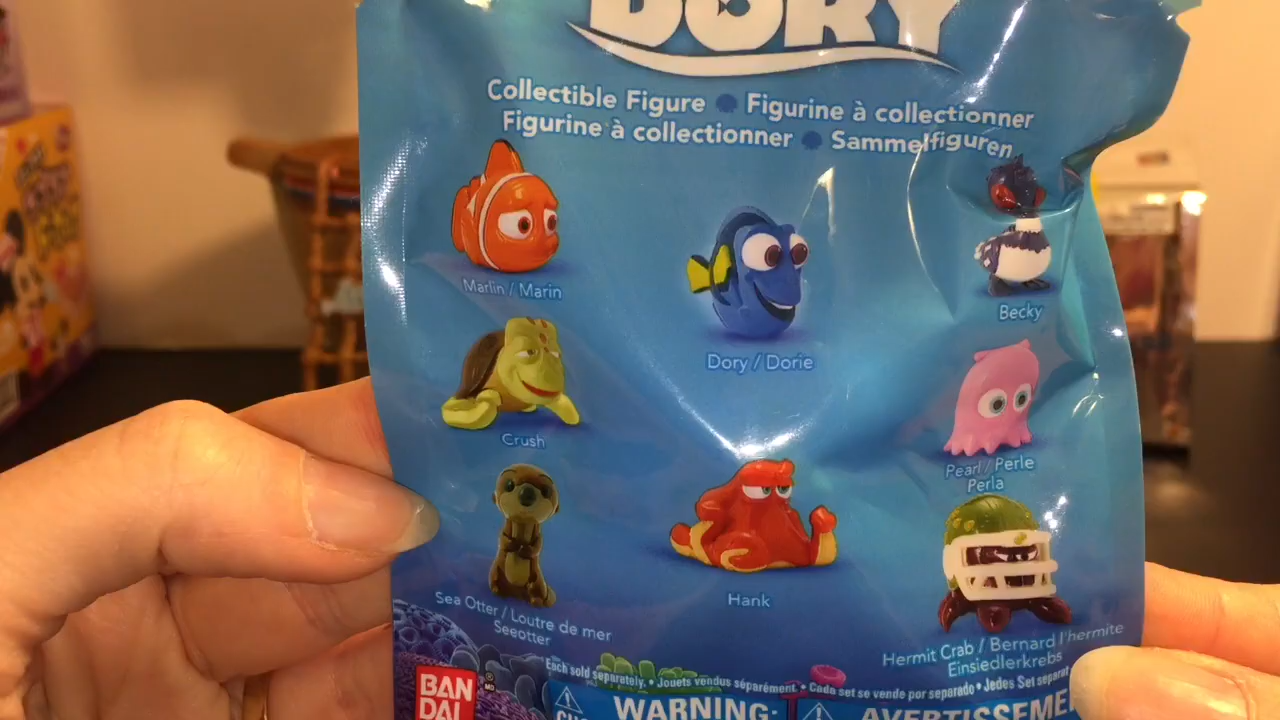 DORY
Collectible Figure • Figurine à collectionner
Figurine à collectionner • Sammelfiguren
Marlin / Marin
Becky
Dory / Dorie
Crush
Pearl / Perle
Perla
Hank
Sea Otter / Loutre de mer
Seeotter
Hermit Crab / Bernard l'hermite
Einsiedlerkrebs
Each sold separately. • Jouets vendus séparément. • Cada set se vende por separado • Jedes Set separat
BAN
DAI
WARNING:
AVERTISSEME